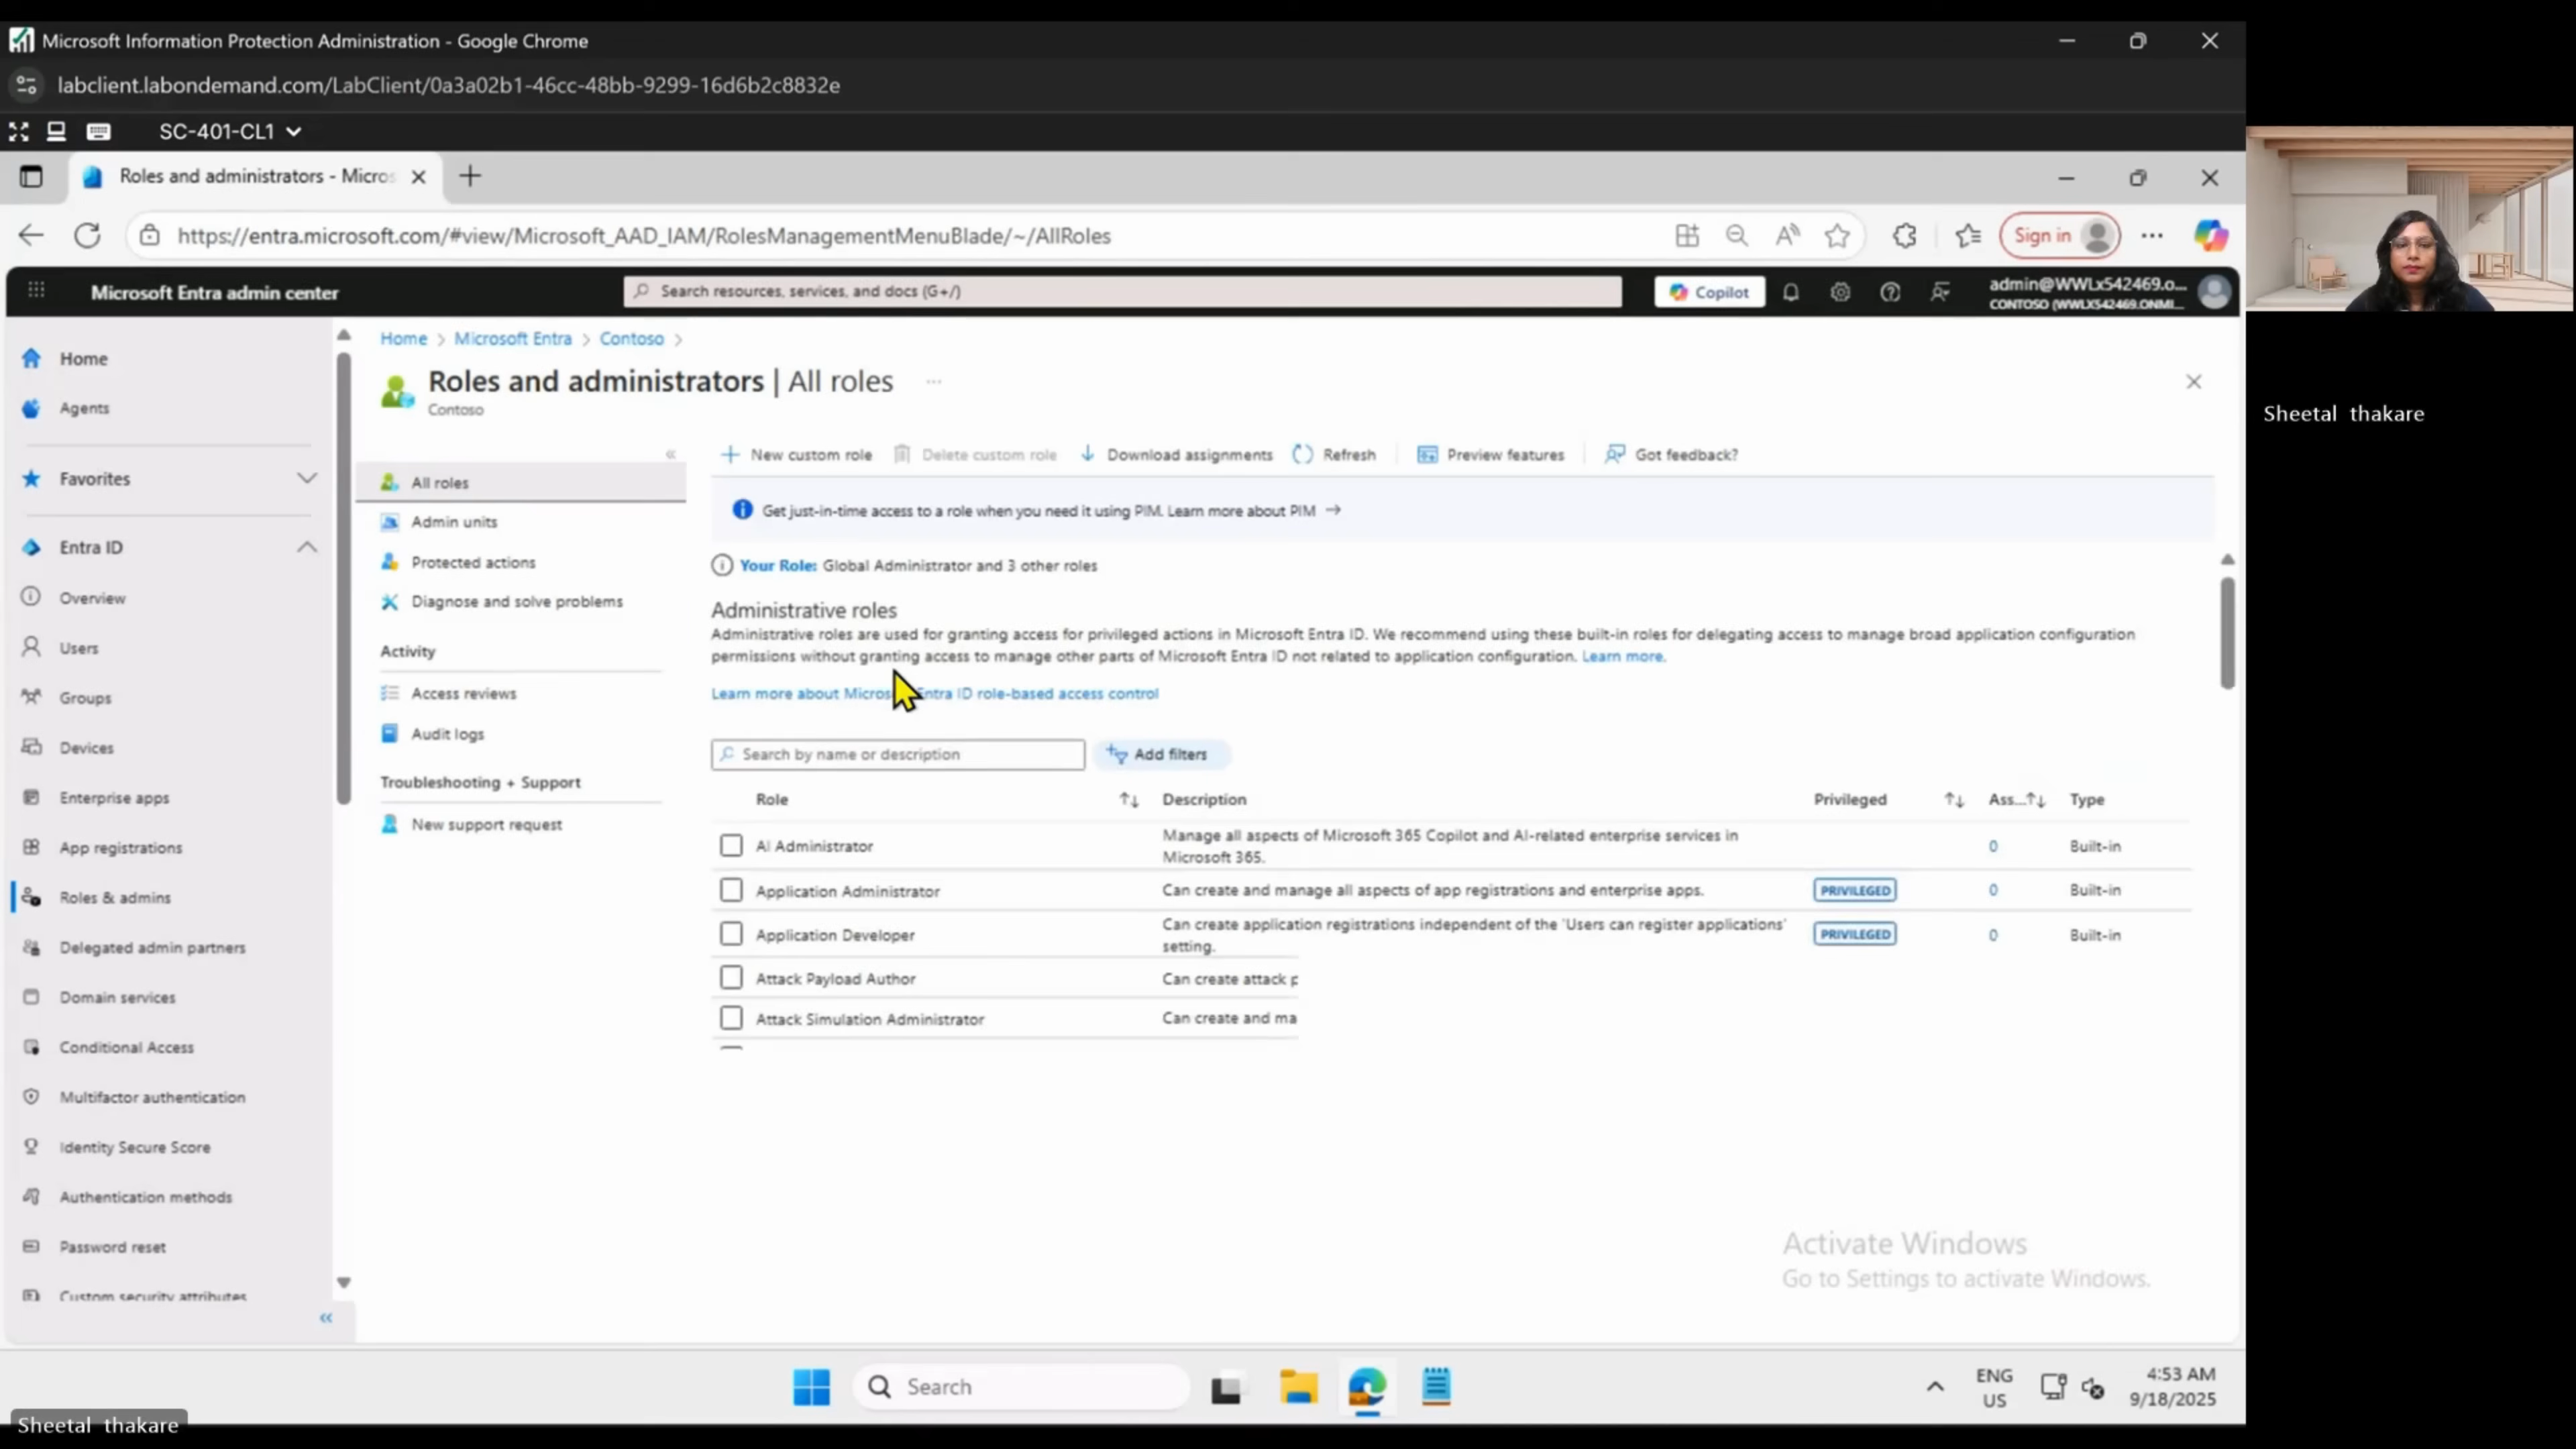 Microsoft Information Protection Administration - Google Chrome
labclient.labondemand.com/LabClient/0a3a02b1-46cc-48bb-9299-16d6b2c8832e
SC-401-CL1
Roles and administrators - Micros
https://entra.microsoft.com/#view/Microsoft_AAD_IAM/RolesManagementMenuBlade/~/AllRoles
Sign in
Microsoft Entra admin center
Search resources, services, and docs (G+/)
Copilot
admin@WWLx542469.o...
CONTOSO (WWLX542469.ONMI...
Home
Agents
Favorites
Entra ID
Overview
Users
Groups
Devices
Enterprise apps
App registrations
Roles & admins
Delegated admin partners
Domain services
Conditional Access
Multifactor authentication
Identity Secure Score
Authentication methods
Password reset
Custom security attributes
Home > Microsoft Entra > Contoso >
Roles and administrators | All roles ...
Contoso
All roles
Admin units
Protected actions
Diagnose and solve problems
Activity
Access reviews
Audit logs
Troubleshooting + Support
New support request
New custom role Delete custom role Download assignments Refresh Preview features Got feedback?
Get just-in-time access to a role when you need it using PIM. Learn more about PIM →
Your Role: Global Administrator and 3 other roles
Administrative roles
Administrative roles are used for granting access for privileged actions in Microsoft Entra ID. We recommend using these built-in roles for delegating access to manage broad application configuration
permissions without granting access to manage other parts of Microsoft Entra ID not related to application configuration. Learn more.
Learn more about Micros Entra ID role-based access control
Search by name or description Add filters
Role Description Privileged Ass... Type
AI Administrator Manage all aspects of Microsoft 365 Copilot and AI-related enterprise services in 0 Built-in
Microsoft 365.
Application Administrator Can create and manage all aspects of app registrations and enterprise apps. PRIVILEGED 0 Built-in
Application Developer Can create application registrations independent of the 'Users can register applications' PRIVILEGED 0 Built-in
setting.
Attack Payload Author Can create attack p
Attack Simulation Administrator Can create and ma
Activate Windows
Go to Settings to activate Windows.
Search
ENG
US
4:53 AM
9/18/2025
Sheetal thakare
Sheetal thakare